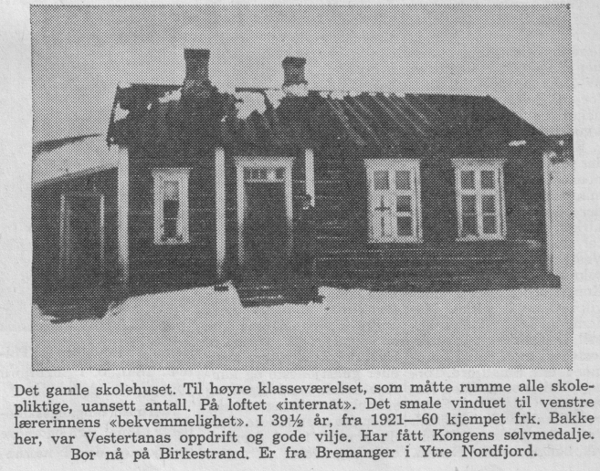 Det gamle skolehuset. Til høyre klasseværelset, som måtte rumme alle skole-
pliktige, uansett antall. På loftet «internat». Det smale vinduet til venstre
lærerinnens «bekvemmelighet». I 39½ år, fra 1921—60 kjempet frk. Bakke
her, var Vestertanas oppdrift og gode vilje. Har fått Kongens sølvmedalje.
Bor nå på Birkestrand. Er fra Bremanger i Ytre Nordfjord.